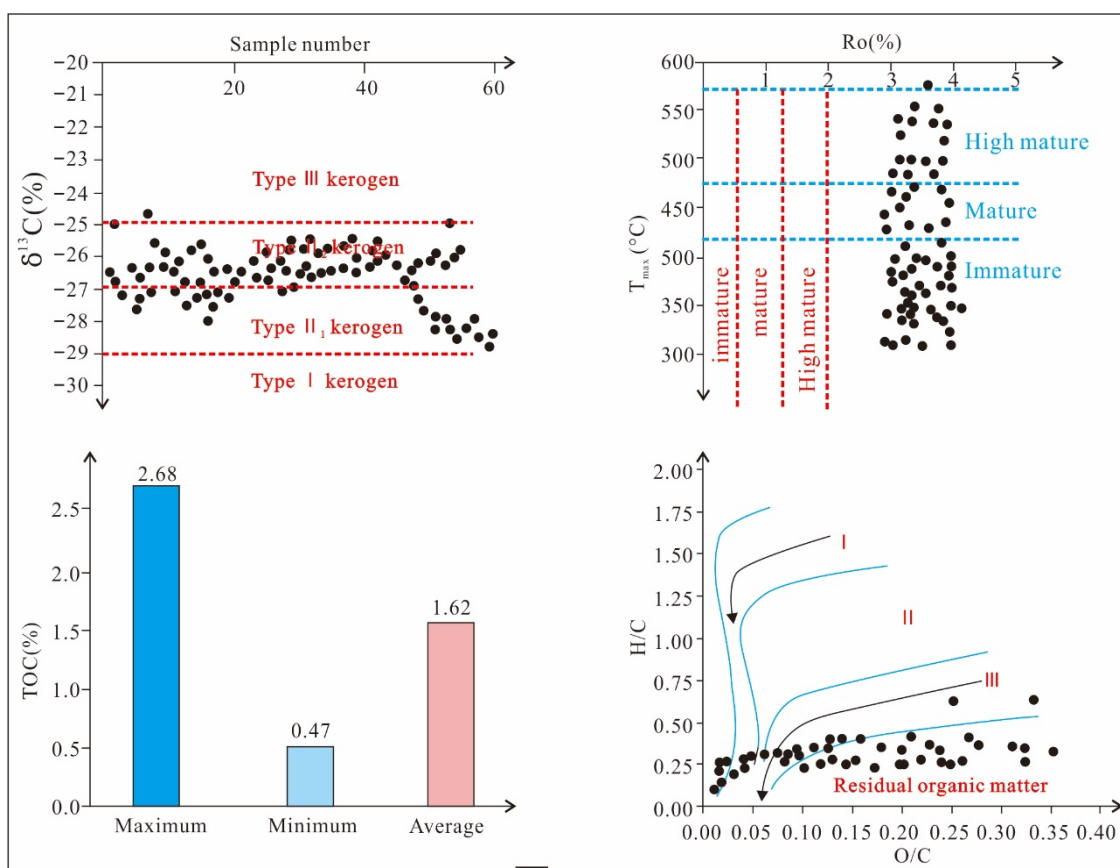 Sample number
−20
−21
−22
−23
−24
−25
−26
−27
−28
−29
−30
20
40
60
δ¹³C(%)
Type Ⅲ kerogen
Type Ⅱ₂ kerogen
Type Ⅱ₁ kerogen
Type Ⅰ kerogen
Ro(%)
1
2
3
4
5
600
550
500
450
500
350
300
Tmax (°C)
High mature
Mature
Immature
immature
mature
High mature
2.5
2.0
1.5
1.0
0.5
0.0
TOC(%)
2.68
0.47
1.62
Maximum
Minimum
Average
2.00
1.75
1.50
1.25
1.00
0.75
0.50
0.25
0.00
H/C
Ⅰ
Ⅱ
Ⅲ
Residual organic matter
0.00
0.05
0.10
0.15
0.20
0.25
0.30
0.35
0.40
O/C